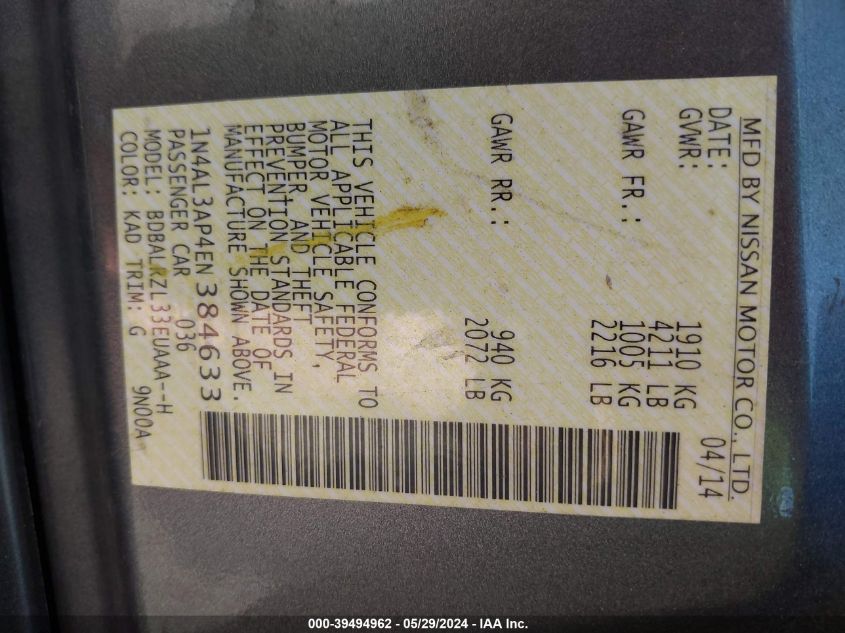 MFD BY NISSAN MOTOR CO., LTD.
DATE: 04/14
GVWR: 1910 KG
4211 LB
GAWR FR.: 1005 KG
2216 LB
GAWR RR.: 940 KG
2072 LB
THIS VEHICLE CONFORMS TO
ALL APPLICABLE FEDERAL
MOTOR VEHICLE SAFETY,
BUMPER, AND THEFT
PREVENTION STANDARDS IN
EFFECT ON THE DATE OF
MANUFACTURE SHOWN ABOVE.
1N4AL3AP4EN384633
PASSENGER CAR 036
MODEL: BDBALRZL33EUAAA--H
COLOR: KAD TRIM: G 9N00A
000-39494962 - 05/29/2024 - IAA Inc.